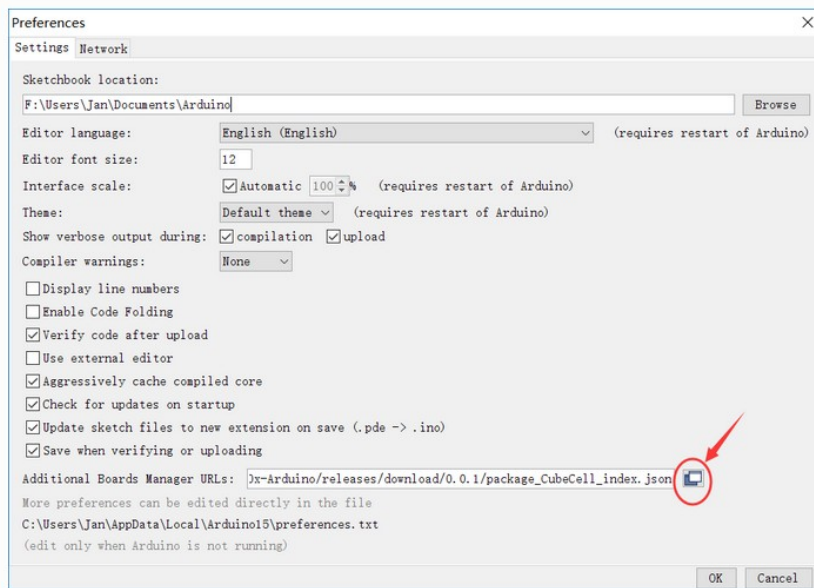 Preferences
Settings Network
Sketchbook location:
F:\Users\Jan\Documents\Arduino Browse
Editor language: English (English) (requires restart of Arduino)
Editor font size: 12
Interface scale: Automatic 100 % (requires restart of Arduino)
Theme: Default theme (requires restart of Arduino)
Show verbose output during: compilation upload
Compiler warnings: None
Display line numbers
Enable Code Folding
Verify code after upload
Use external editor
Aggressively cache compiled core
Check for updates on startup
Update sketch files to new extension on save (.pde -> .ino)
Save when verifying or uploading
Additional Boards Manager URLs: x-Arduino/releases/download/0.0.1/package_CubeCell_index.json
More preferences can be edited directly in the file
C:\Users\Jan\AppData\Local\Arduino15\preferences.txt
(edit only when Arduino is not running)
OK Cancel